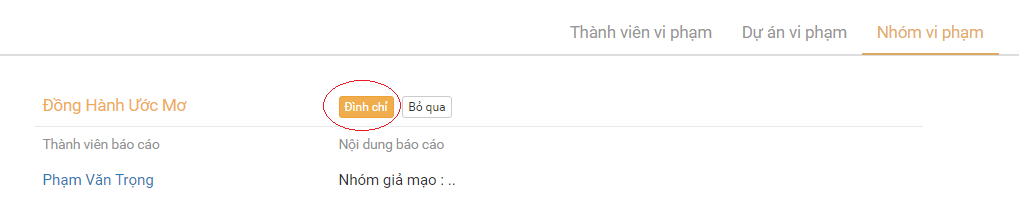 Thành viên vi phạm Dự án vi phạm Nhóm vi phạm
Đồng Hành Ước Mơ Đình chỉ Bỏ qua
Thành viên báo cáo Nội dung báo cáo
Phạm Văn Trọng Nhóm giả mạo : ..